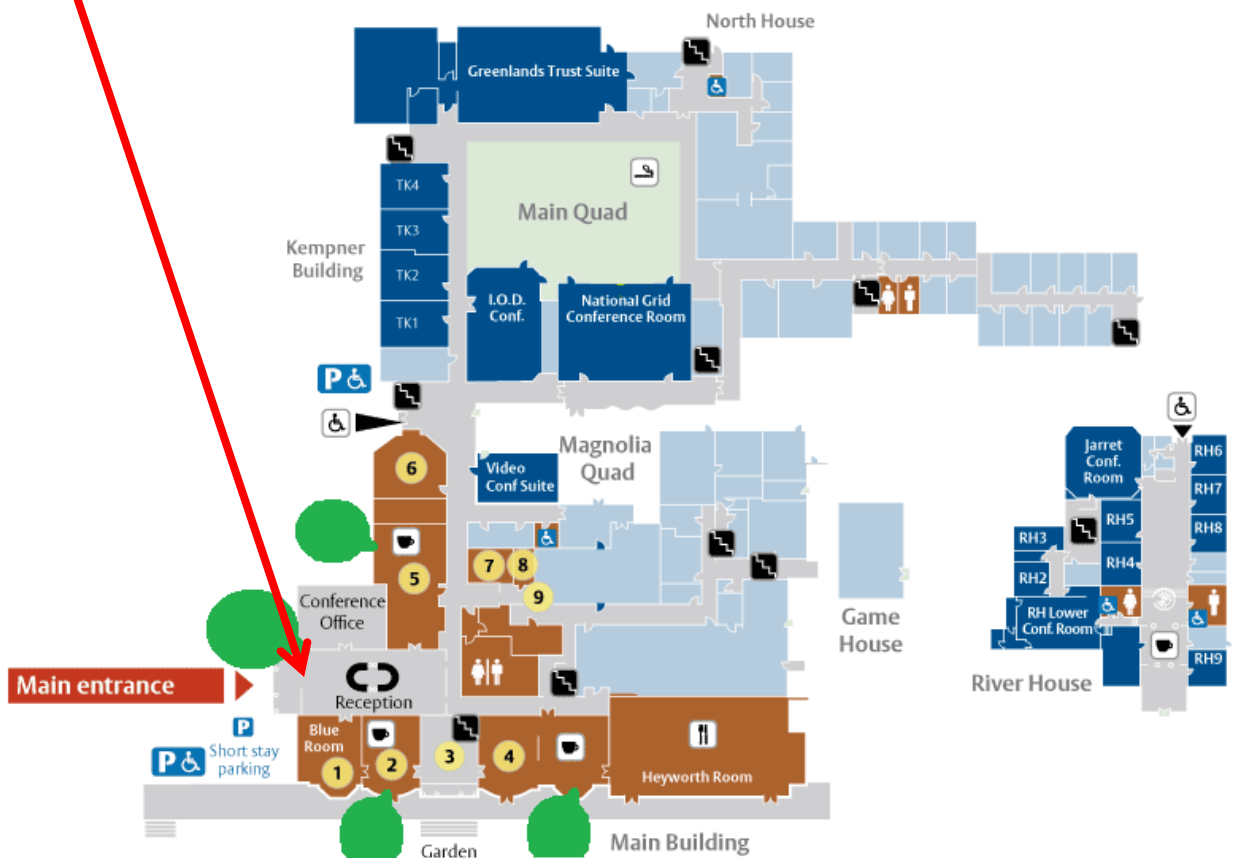 North House
Greenlands Trust Suite
TK4
Main Quad
TK3
Kempner
Building
TK2
I.O.D.
Conf.
National Grid
Conference Room
TK1
P
Magnolia
Quad
6
Video
Conf Suite
Jarret
Conf.
Room
RH6
RH7
RH5
RH8
RH3
7
8
5
RH4
RH2
9
Conference
Office
Game
House
RH Lower
Conf. Room
Main entrance
Reception
River House
RH9
P
Short stay
parking
P
Blue
Room
1
2
3
4
Heyworth Room
Main Building
Garden